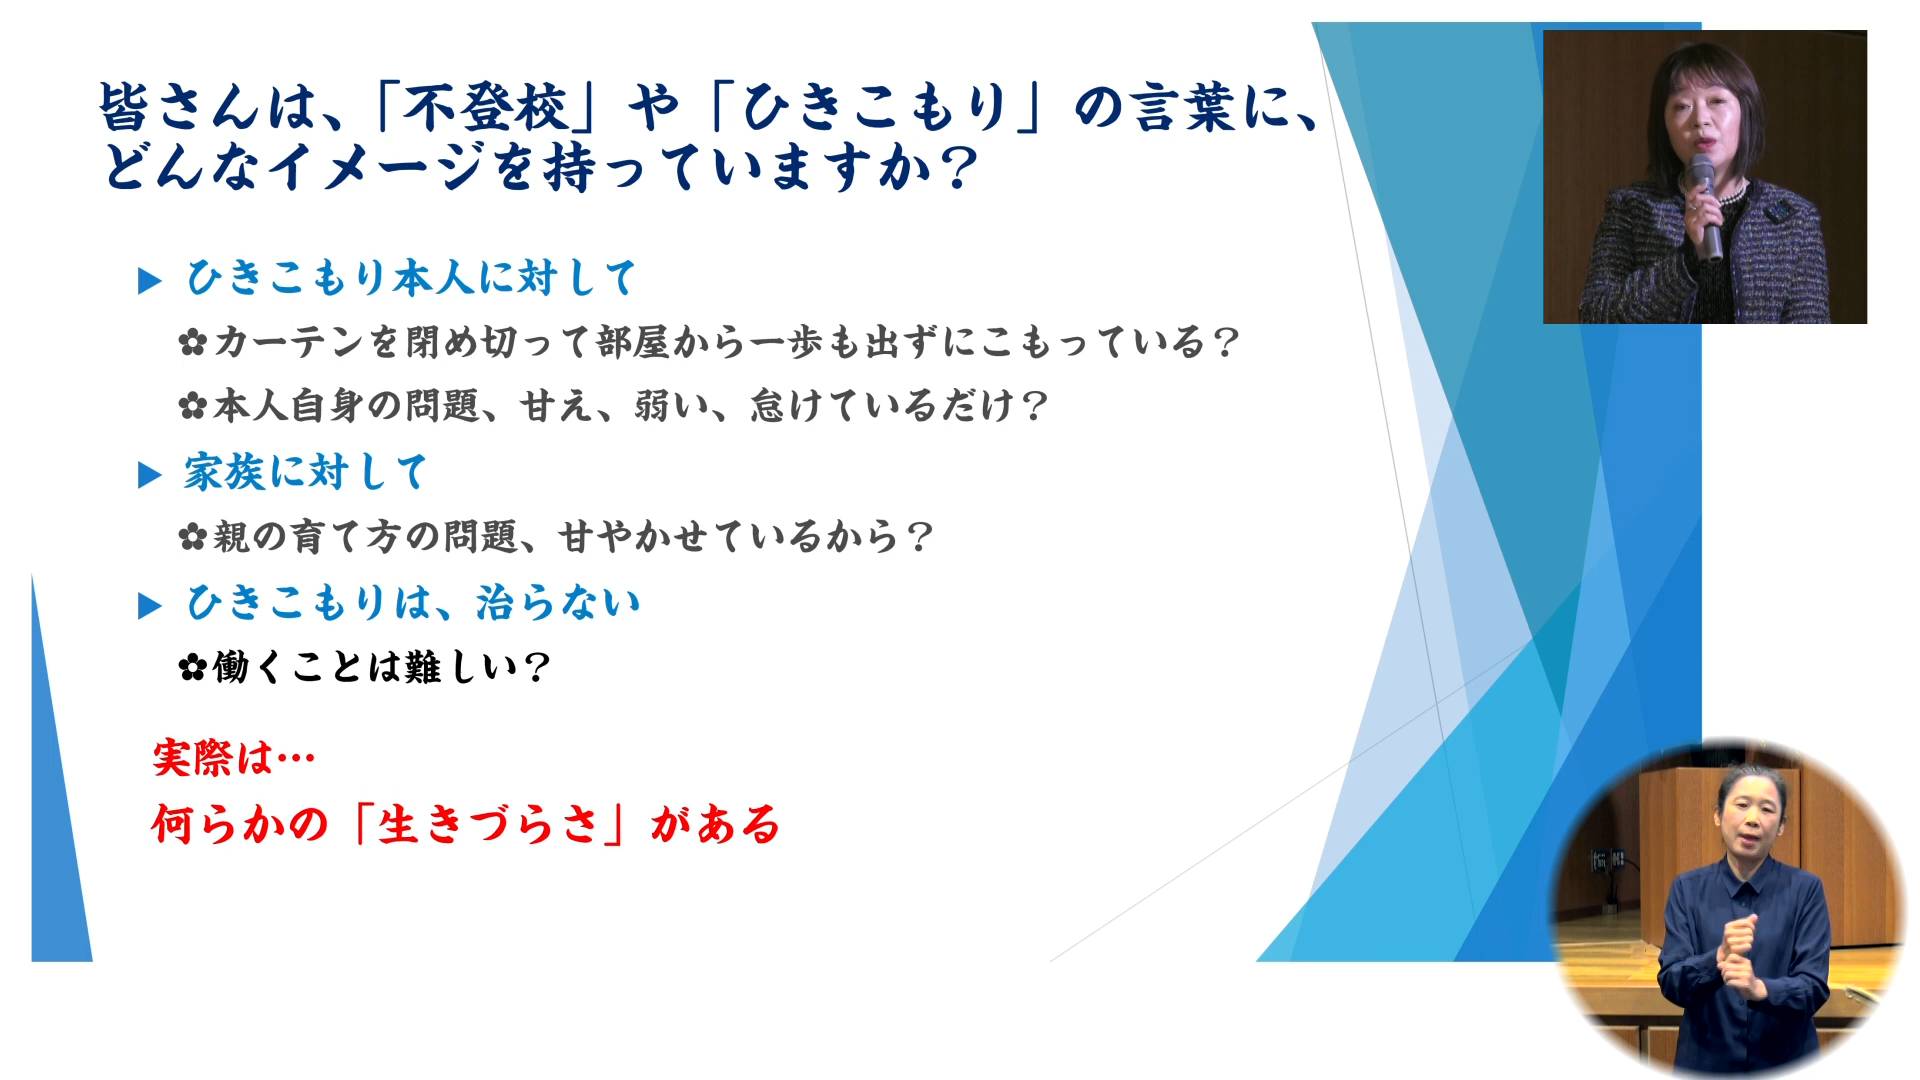 皆さんは、「不登校」や「ひきこもり」の言葉に、
どんなイメージを持っていますか？
▶ ひきこもり本人に対して
✿カーテンを閉め切って部屋から一歩も出ずにこもっている？
✿本人自身の問題、甘え、弱い、怠けているだけ？
▶ 家族に対して
✿親の育て方の問題、甘やかせているから？
▶ ひきこもりは、治らない
✿働くことは難しい？
実際は…
何らかの「生きづらさ」がある